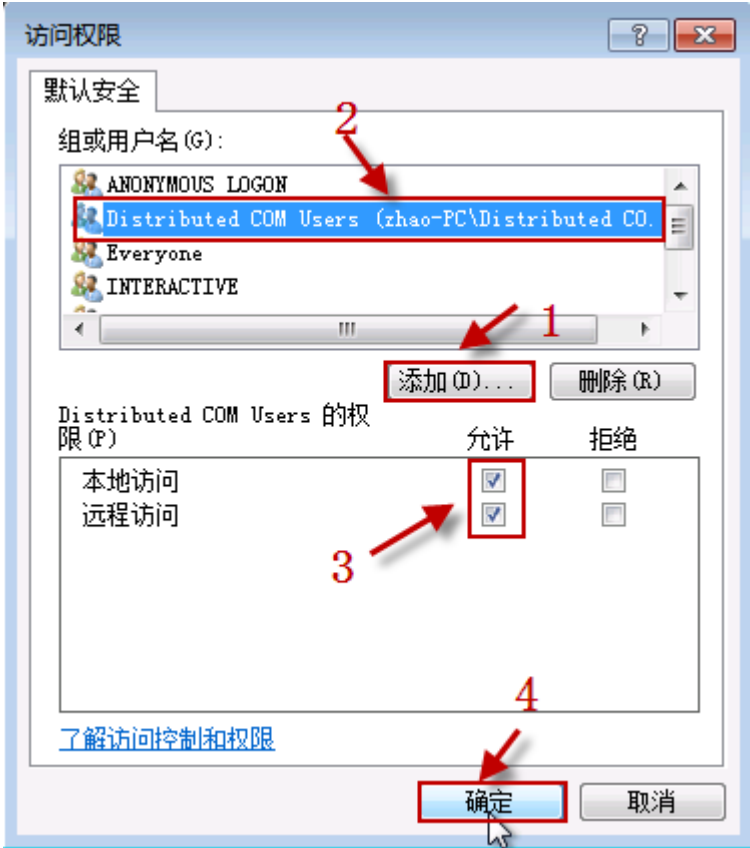 访问权限
默认安全
组或用户名(G):
2
ANONYMOUS LOGON
Distributed COM Users (zhao-PC\Distributed CO.
Everyone
INTERACTIVE
1
添加(D)... 删除(R)
Distributed COM Users 的权
限(P) 允许 拒绝
本地访问
远程访问
3
4
了解访问控制和权限
确定 取消